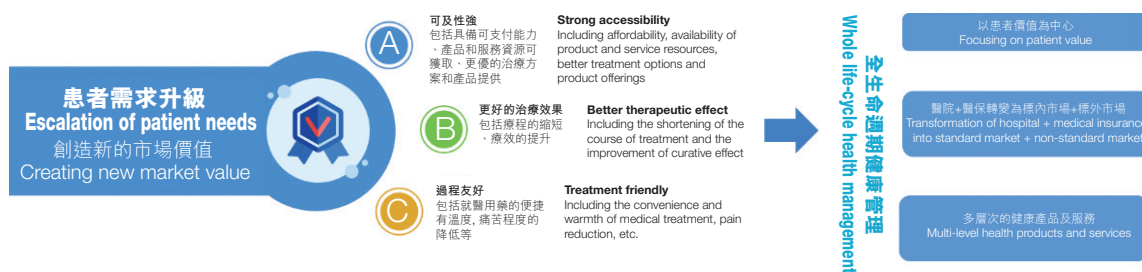 患者需求升級
Escalation of patient needs
創造新的市場價值
Creating new market value
A
可及性強
包括具備可支付能力
、產品和服務資源可
獲取、更優的治療方
案和產品提供
Strong accessibility
Including affordability, availability of
product and service resources,
better treatment options and
product offerings
B
更好的治療效果
包括療程的縮短
、療效的提升
Better therapeutic effect
Including the shortening of the
course of treatment and the
improvement of curative effect
C
過程友好
包括就醫用藥的便捷
有溫度, 痛苦程度的
降低等
Treatment friendly
Including the convenience and
warmth of medical treatment, pain
reduction, etc.
全生命週期健康管理
Whole life-cycle health management
以患者價值為中心
Focusing on patient value
醫院+醫保轉變為標內市場+標外市場
Transformation of hospital + medical insurance
into standard market + non-standard market
多層次的健康產品及服務
Multi-level health products and services